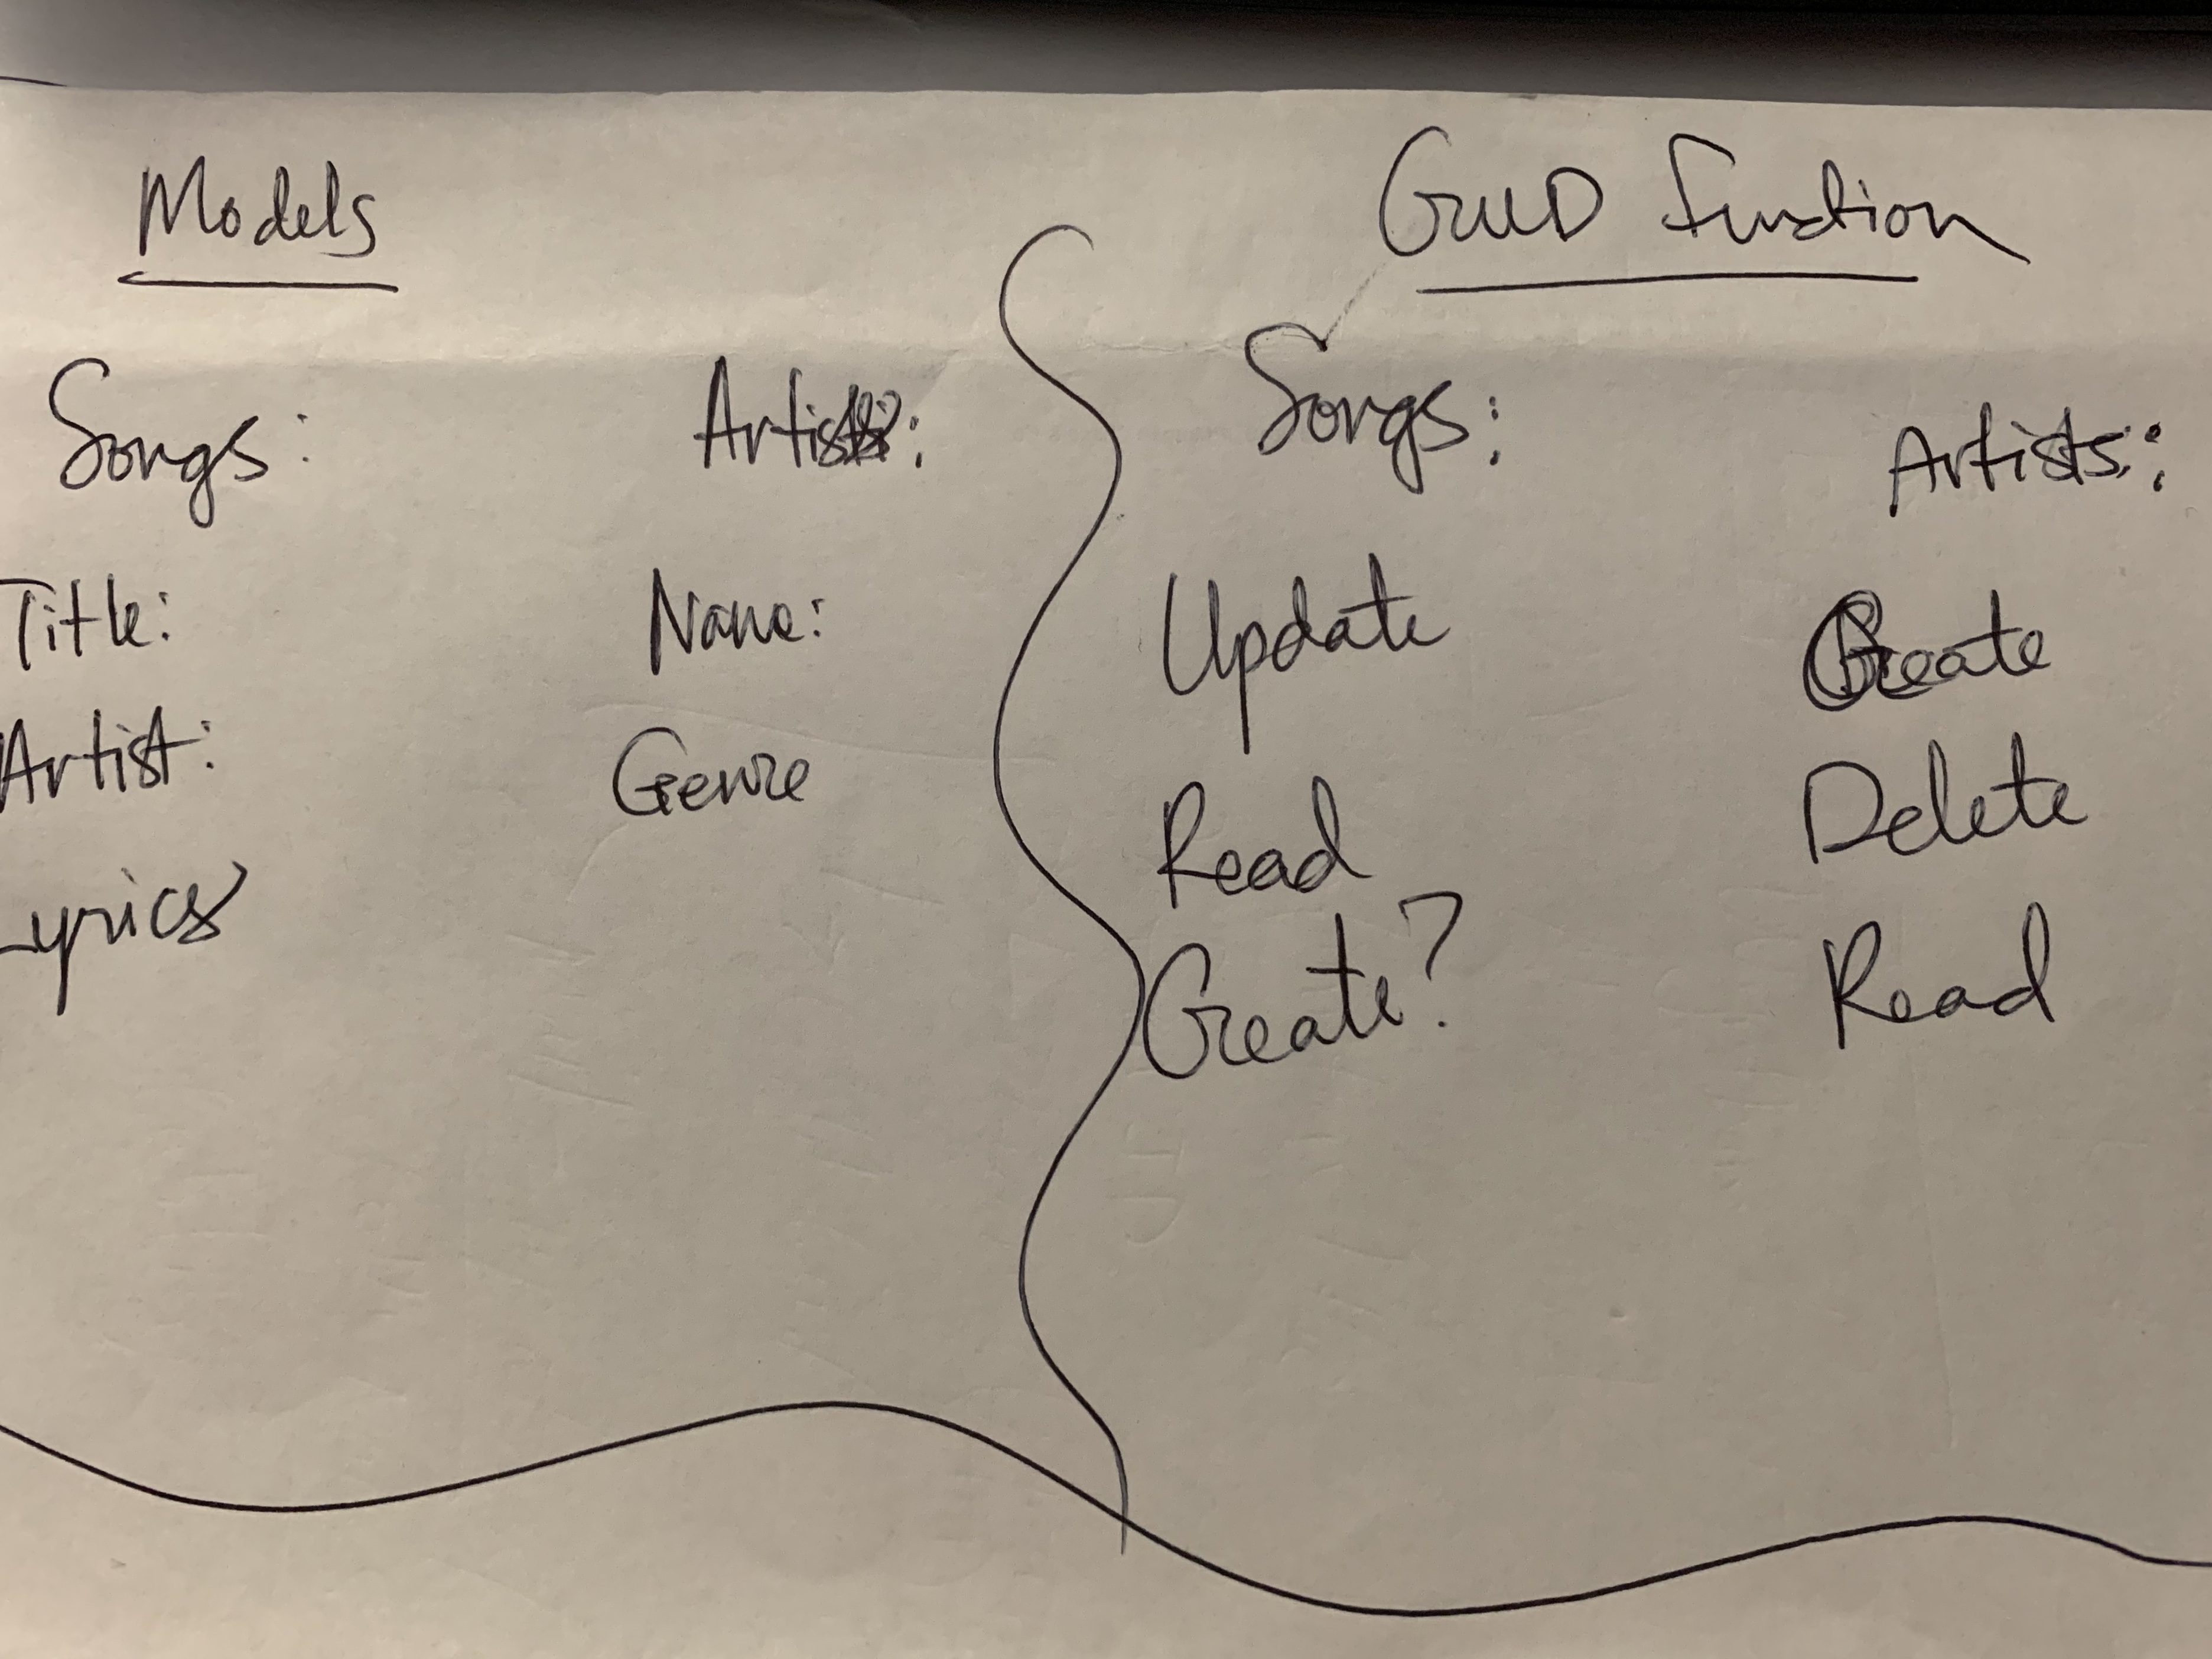 Models
Songs:
Artists:
Title:
Name:
Artist:
Genre
Lyrics
CRUD Function
Songs:
Artists:
Update
Create
Read
Delete
Create?
Read